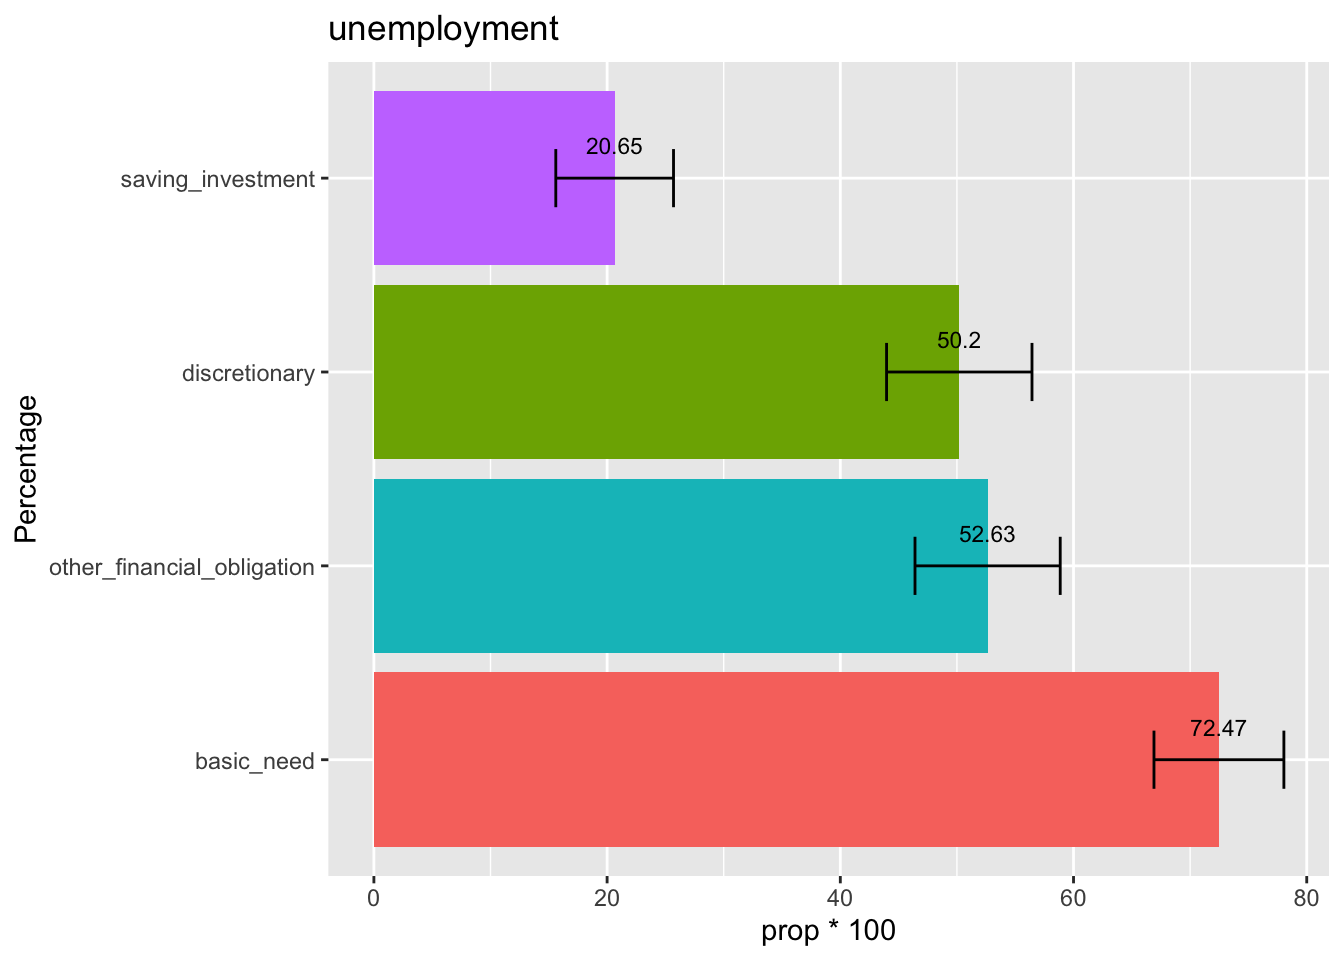 unemployment
saving_investment
20.65
discretionary
50.2
other_financial_obligation
52.63
basic_need
72.47
Percentage
0 20 40 60 80
prop * 100